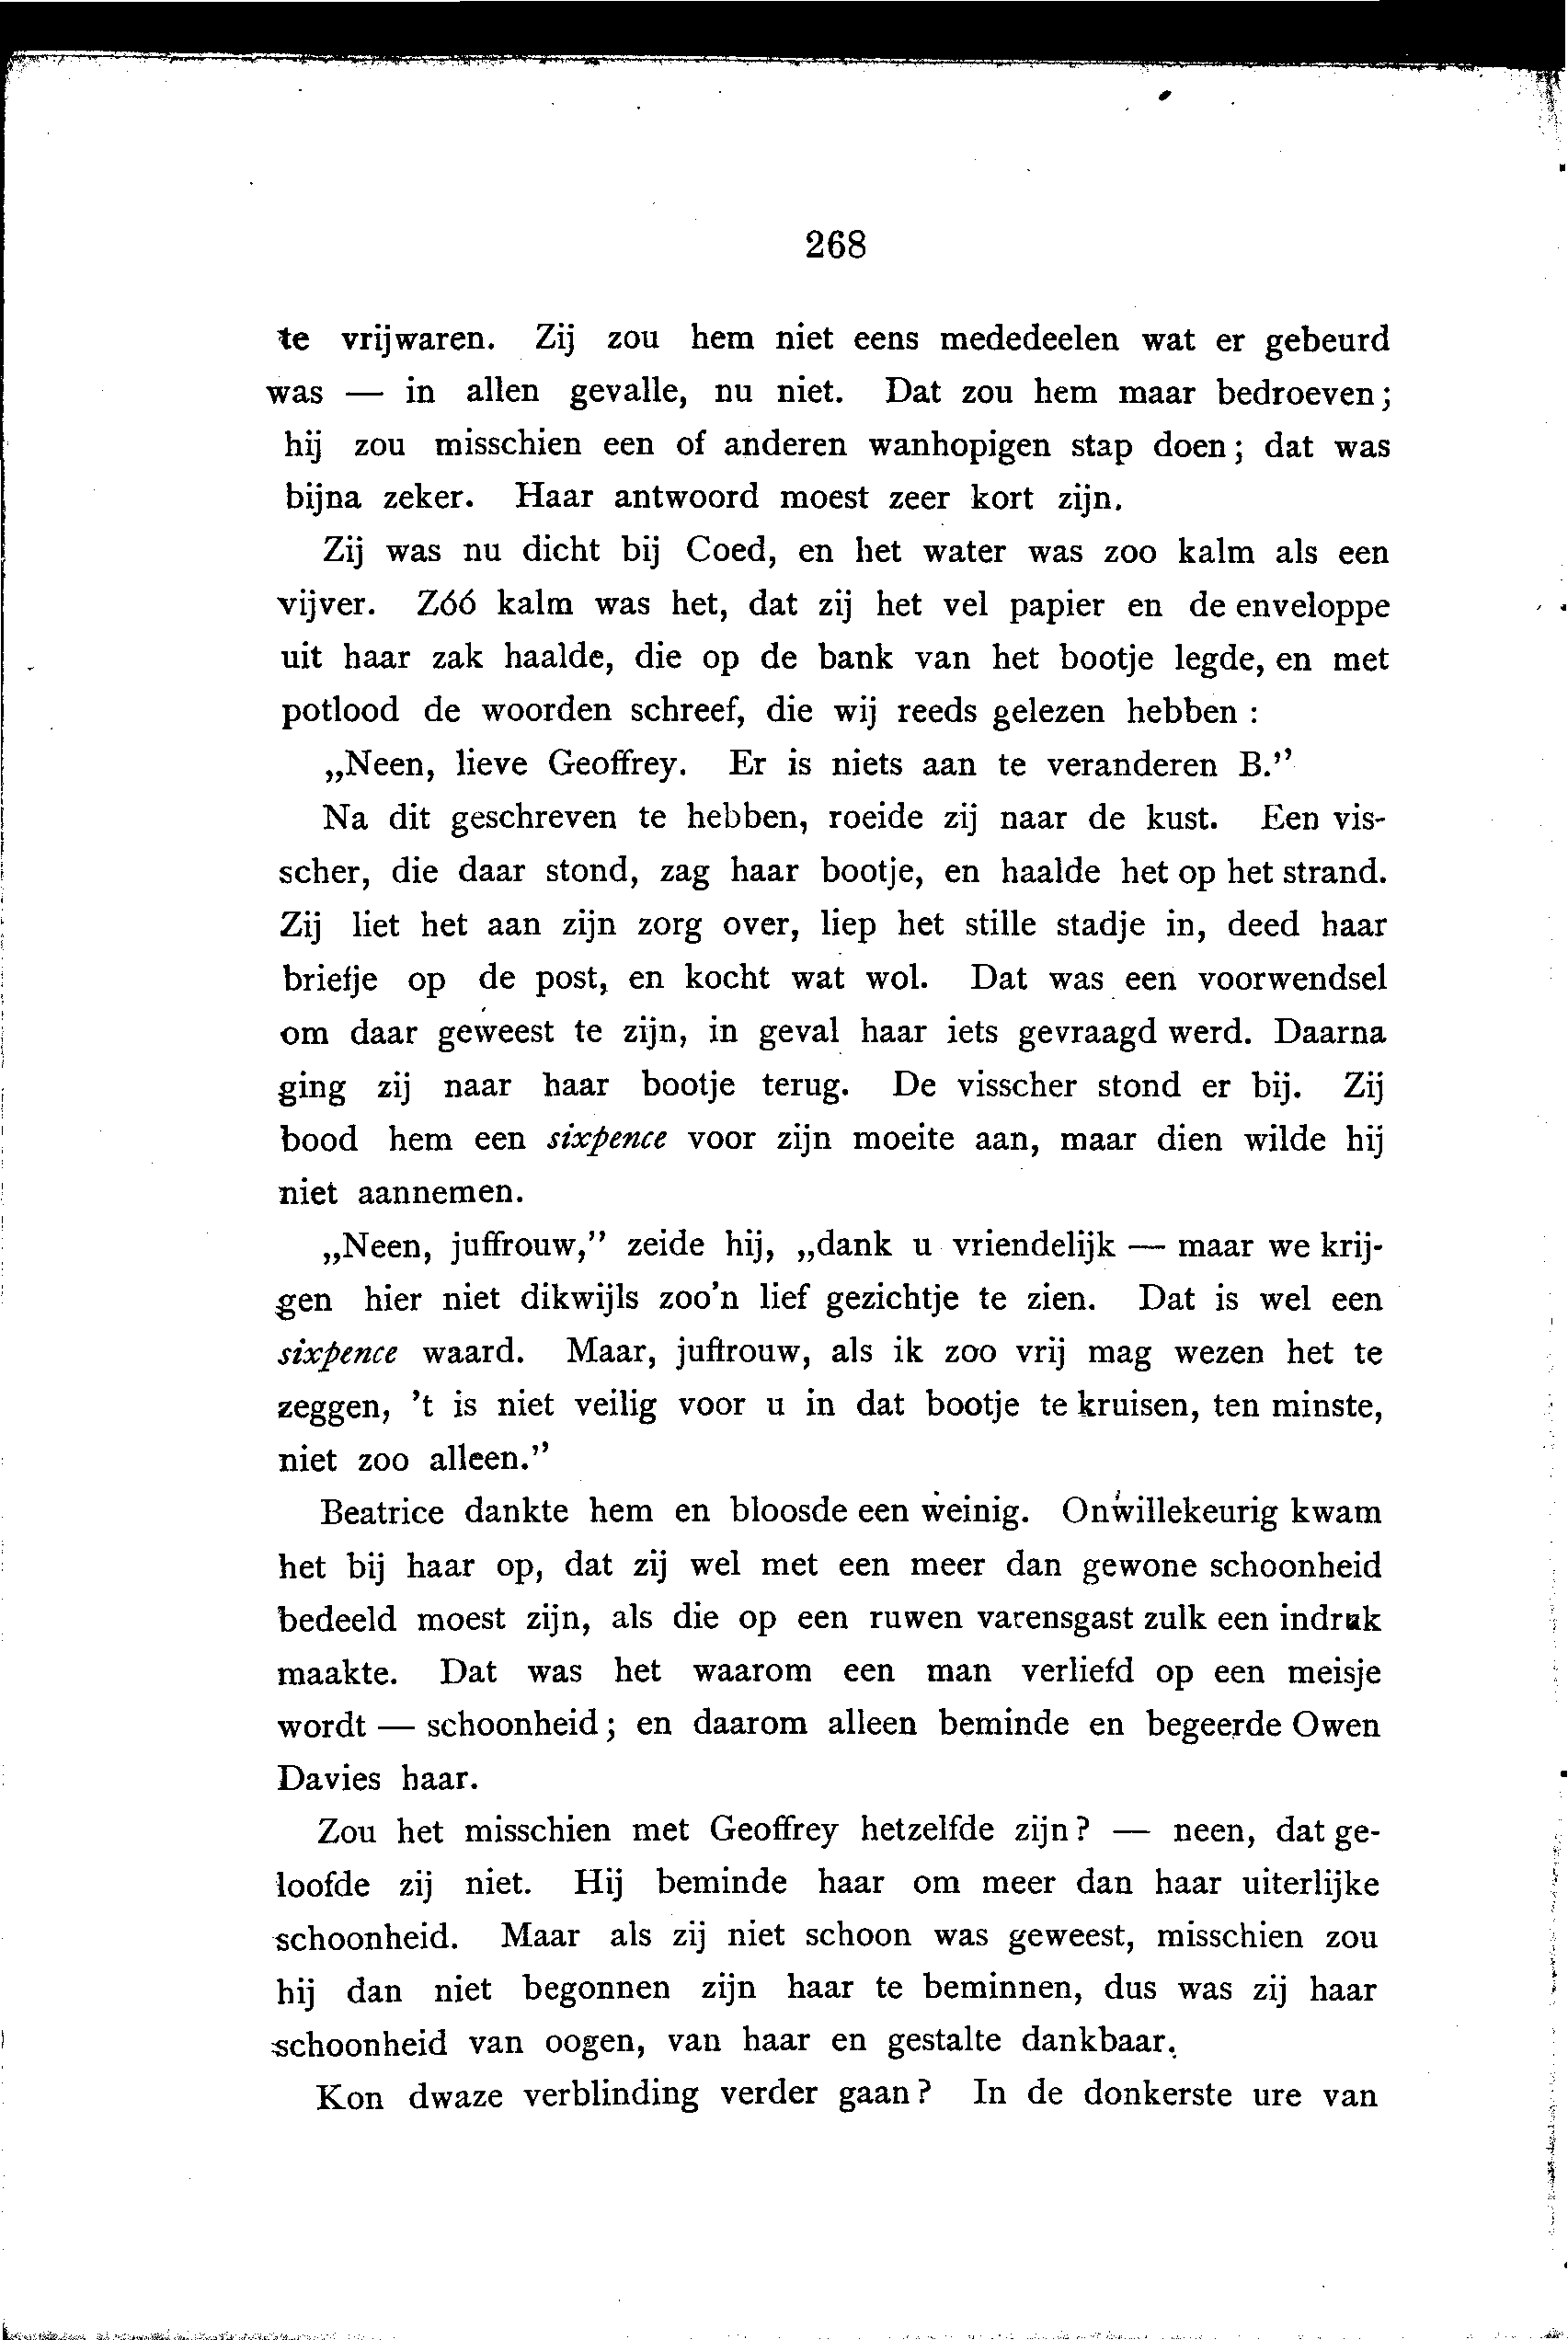 268
te vrijwaren. Zij zou hem niet eens mededeelen wat er gebeurd
was — in allen gevalle, nu niet. Dat zou hem maar bedroeven;
hij zou misschien een of anderen wanhopigen stap doen; dat was
bijna zeker. Haar antwoord moest zeer kort zijn.
Zij was nu dicht bij Coed, en het water was zoo kalm als een
vijver. Zóó kalm was het, dat zij het vel papier en de enveloppe
uit haar zak haalde, die op de bank van het bootje legde, en met
potlood de woorden schreef, die wij reeds gelezen hebben :
„Neen, lieve Geoffrey. Er is niets aan te veranderen B.”
Na dit geschreven te hebben, roeide zij naar de kust. Een vis-
scher, die daar stond, zag haar bootje, en haalde het op het strand.
Zij liet het aan zijn zorg over, liep het stille stadje in, deed haar
briefje op de post, en kocht wat wol. Dat was een voorwendsel
om daar geweest te zijn, in geval haar iets gevraagd werd. Daarna
ging zij naar haar bootje terug. De visscher stond er bij. Zij
bood hem een sixpence voor zijn moeite aan, maar dien wilde hij
niet aannemen.
„Neen, juffrouw,” zeide hij, „dank u vriendelijk — maar we krij-
gen hier niet dikwijls zoo'n lief gezichtje te zien. Dat is wel een
sixpence waard. Maar, juffrouw, als ik zoo vrij mag wezen het te
zeggen, 't is niet veilig voor u in dat bootje te kruisen, ten minste,
niet zoo alleen.”
Beatrice dankte hem en bloosde een weinig. Onwillekeurig kwam
het bij haar op, dat zij wel met een meer dan gewone schoonheid
bedeeld moest zijn, als die op een ruwen varensgast zulk een indruk
maakte. Dat was het waarom een man verliefd op een meisje
wordt — schoonheid; en daarom alleen beminde en begeerde Owen
Davies haar.
Zou het misschien met Geoffrey hetzelfde zijn? — neen, dat ge-
loofde zij niet. Hij beminde haar om meer dan haar uiterlijke
schoonheid. Maar als zij niet schoon was geweest, misschien zou
hij dan niet begonnen zijn haar te beminnen, dus was zij haar
schoonheid van oogen, van haar en gestalte dankbaar.
Kon dwaze verblinding verder gaan? In de donkerste ure van